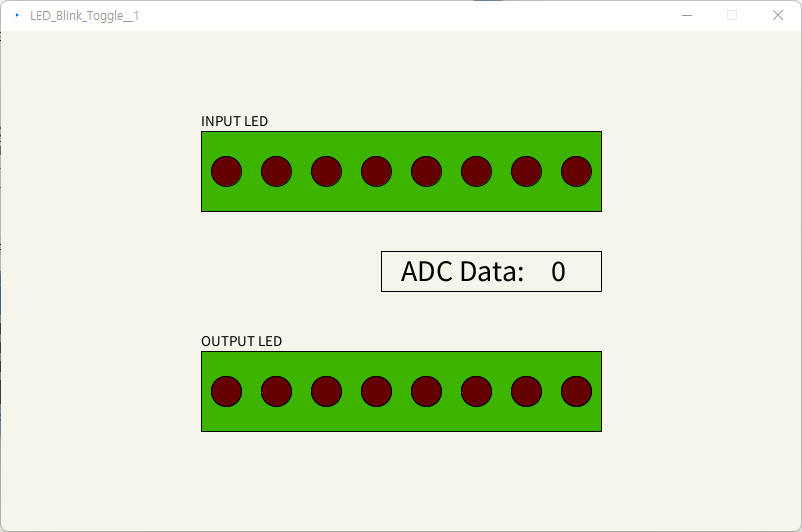 LED_Blink_Toggle__1
INPUT LED
ADC Data: 0
OUTPUT LED